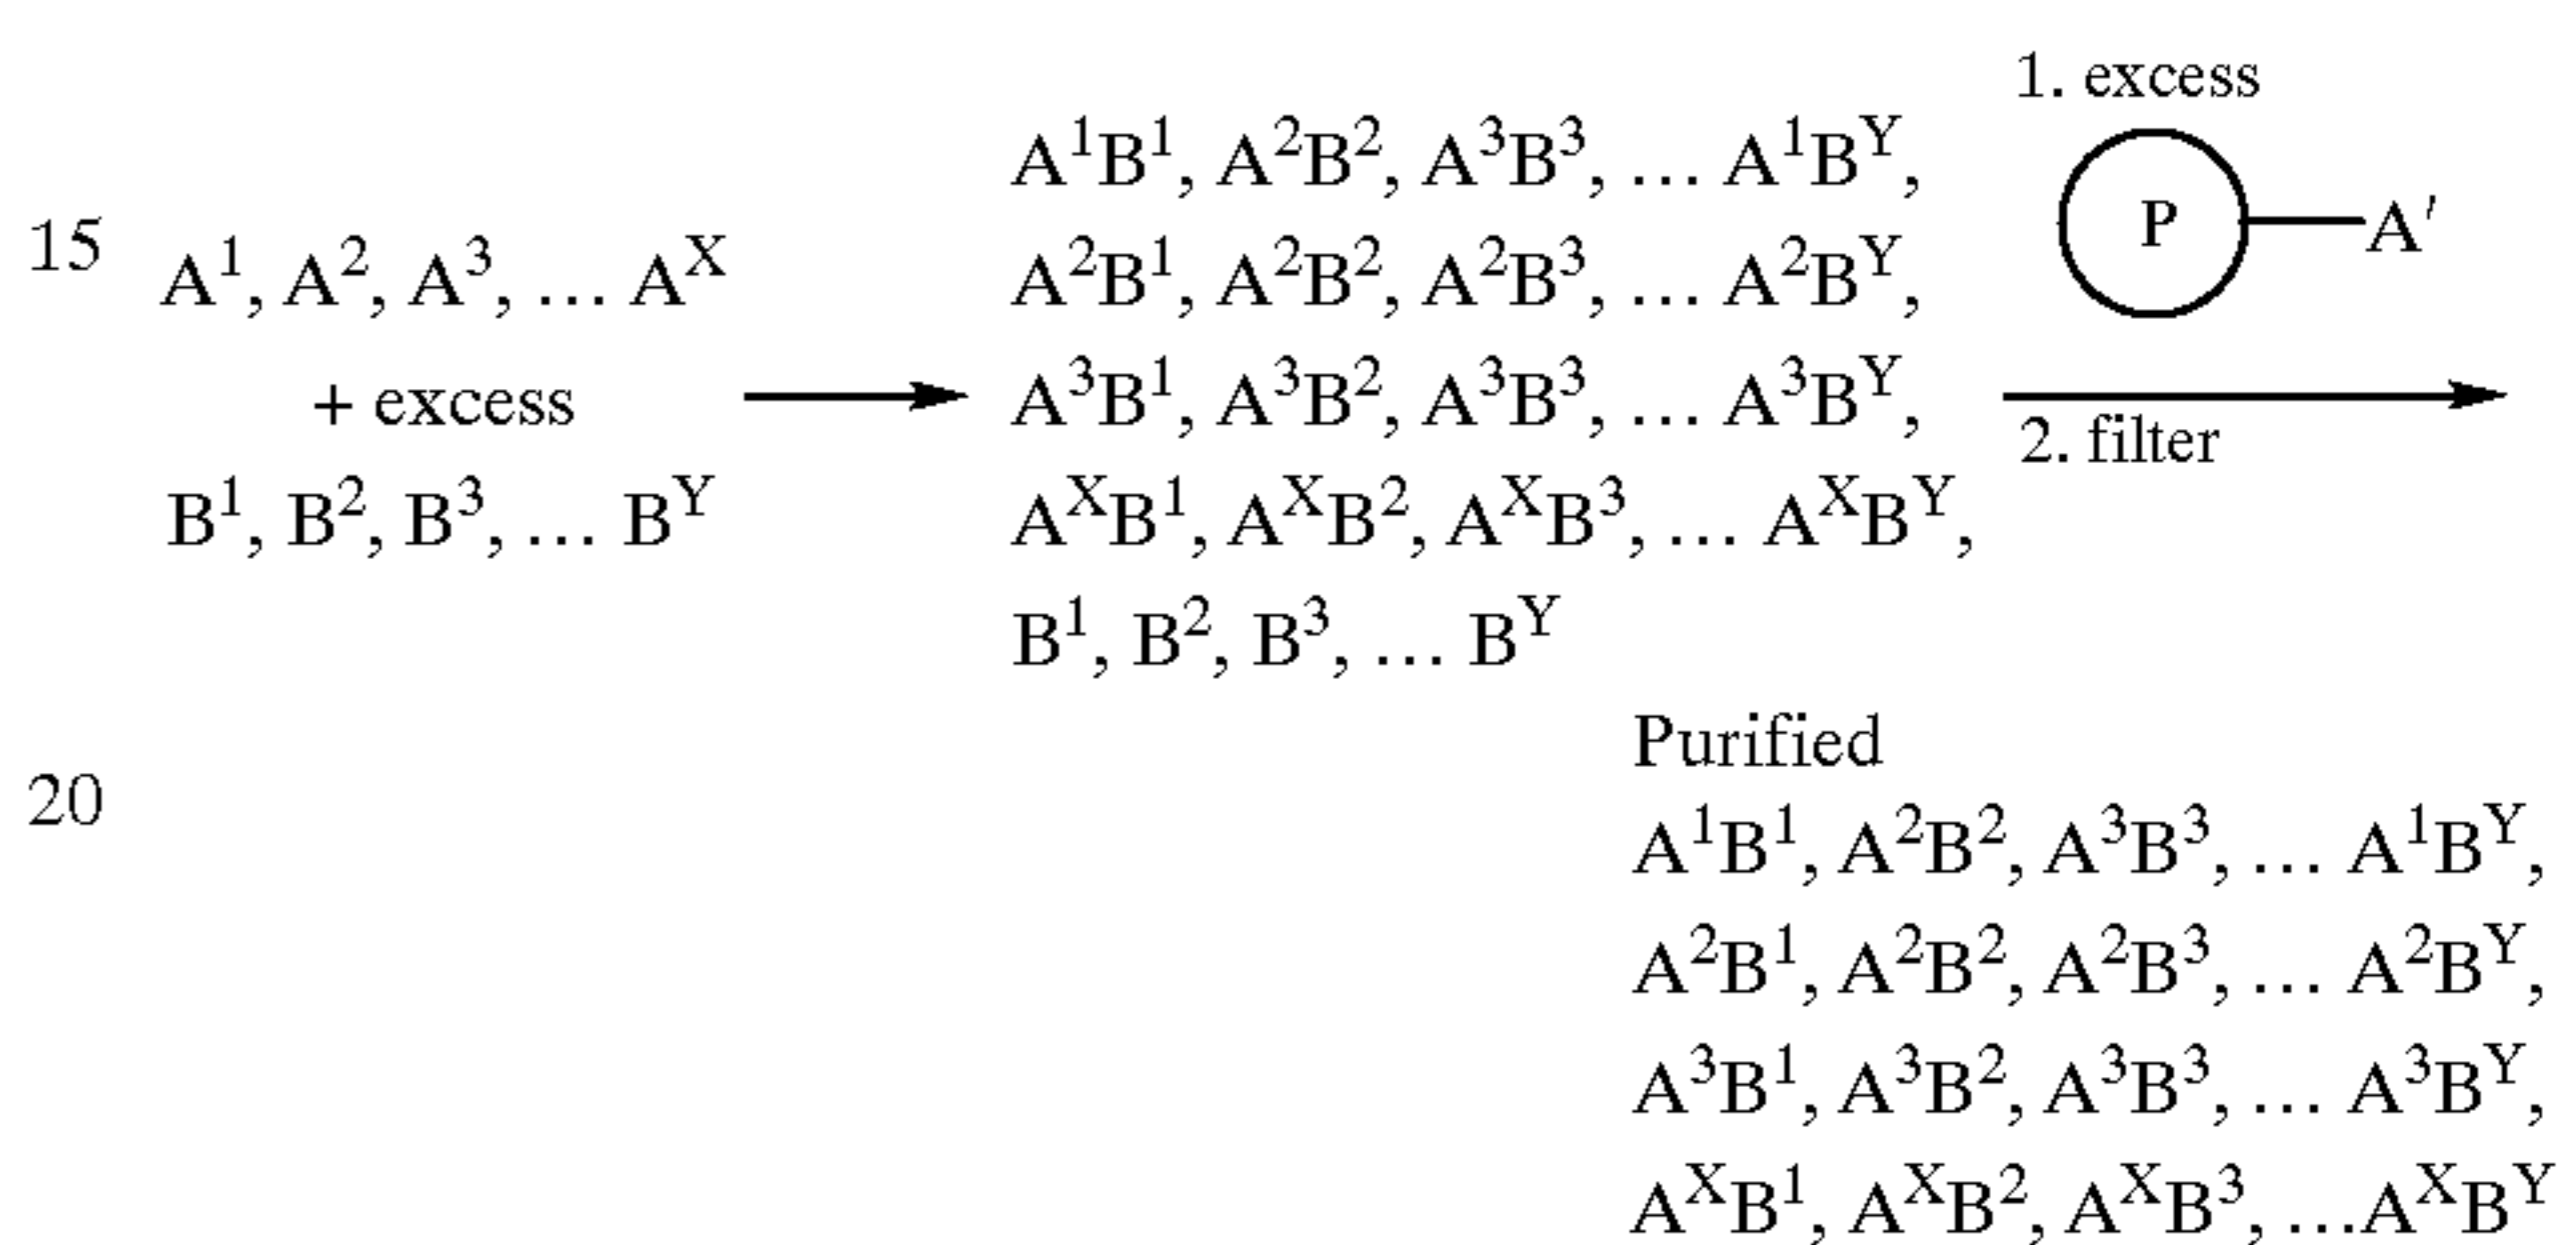 1. excess
P
A′
2. filter
15
A¹, A², A³, ... Aˣ
+ excess
B¹, B², B³, ... Bʸ
A¹B¹, A²B², A³B³, ... A¹Bʸ,
A²B¹, A²B², A²B³, ... A²Bʸ,
A³B¹, A³B², A³B³, ... A³Bʸ,
AˣB¹, AˣB², AˣB³, ... AˣBʸ,
B¹, B², B³, ... Bʸ
20
Purified
A¹B¹, A²B², A³B³, ... A¹Bʸ,
A²B¹, A²B², A²B³, ... A²Bʸ,
A³B¹, A³B², A³B³, ... A³Bʸ,
AˣB¹, AˣB², AˣB³, ...AˣBʸ